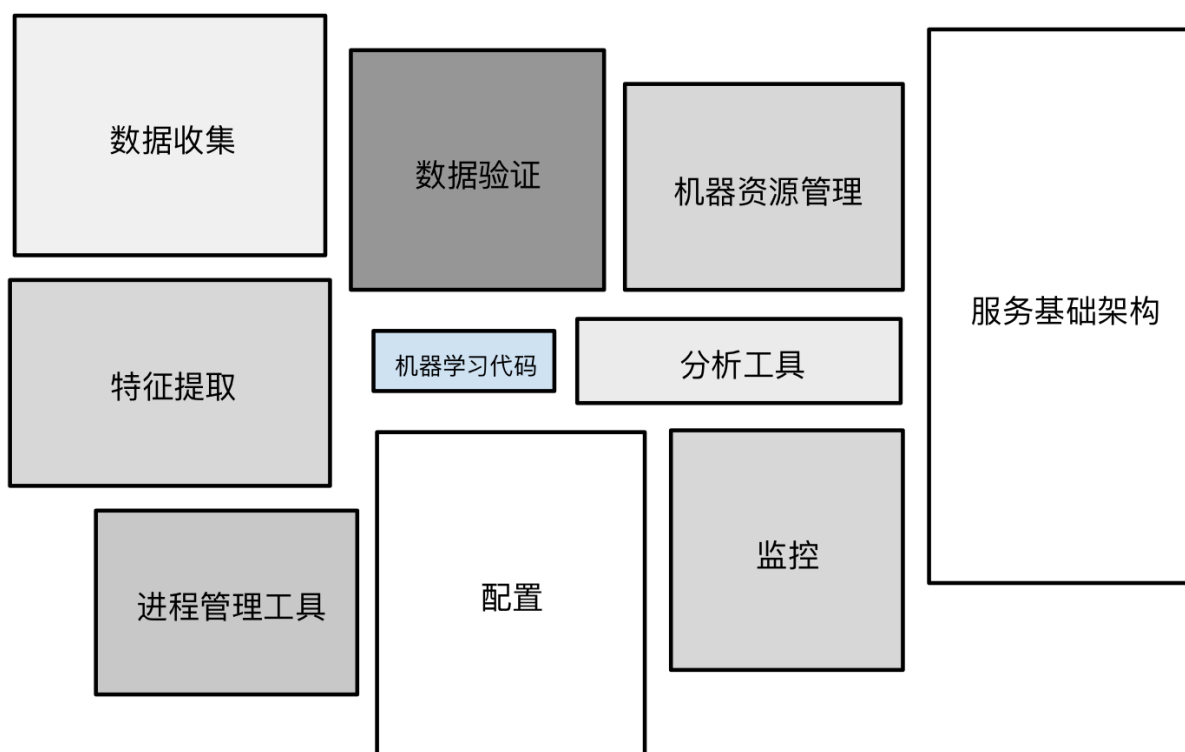 数据收集
数据验证
机器资源管理
服务基础架构
特征提取
机器学习代码
分析工具
进程管理工具
配置
监控